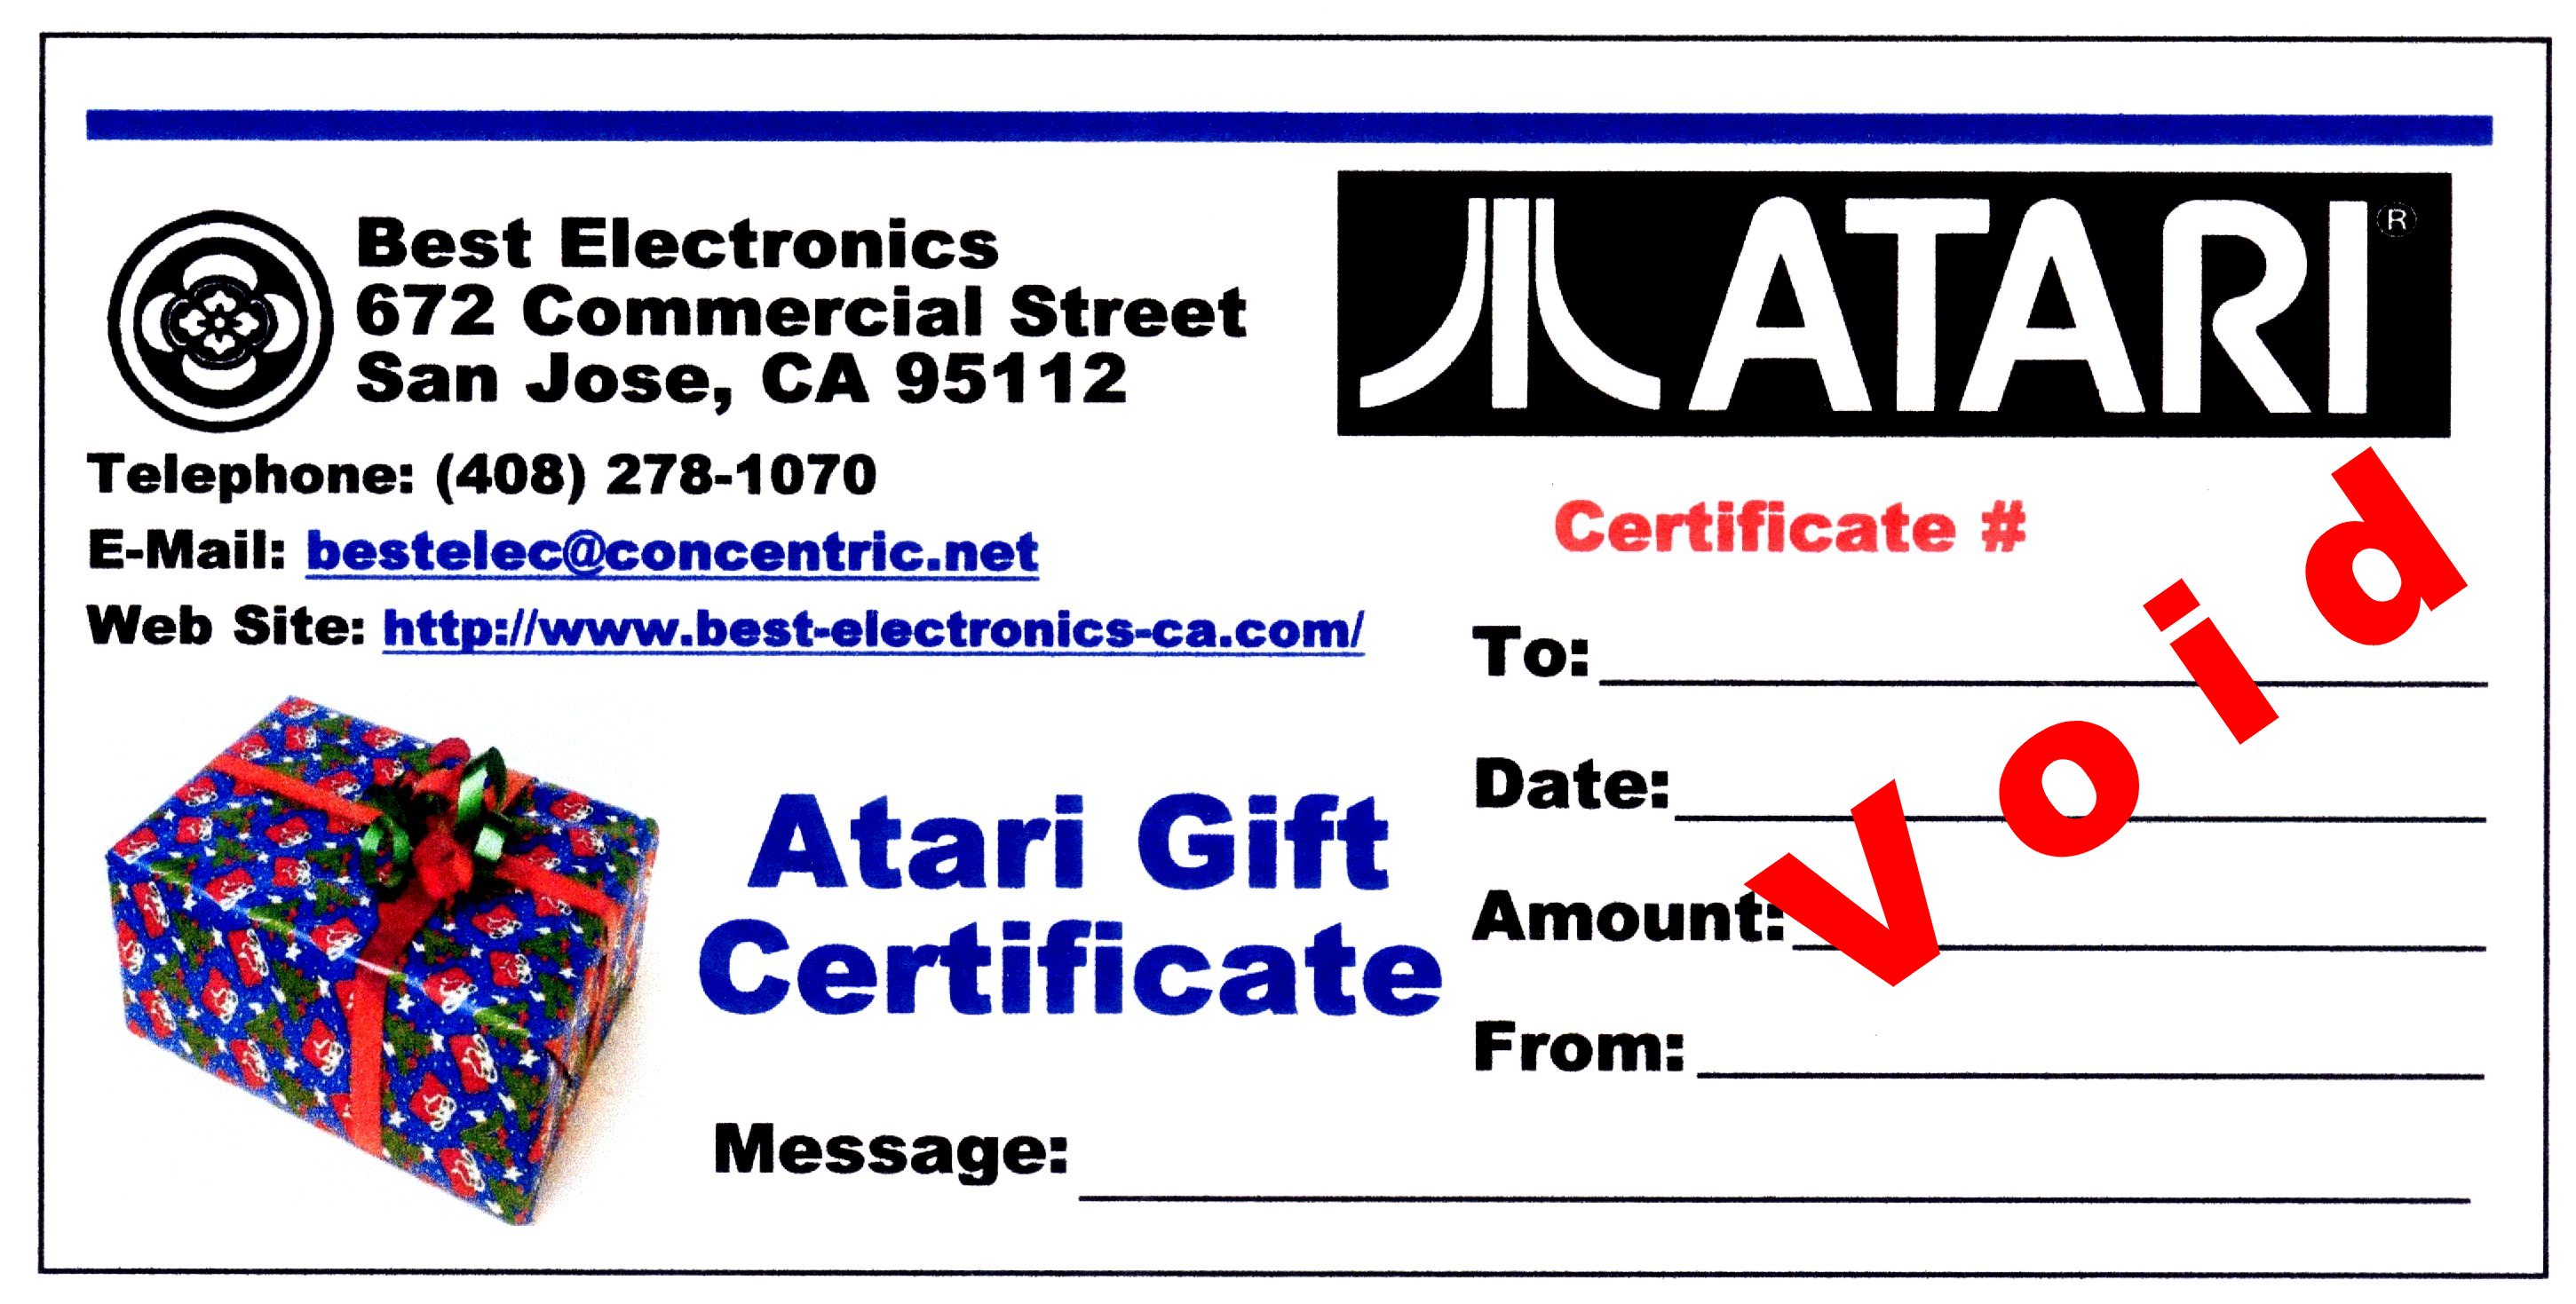 Best Electronics
672 Commercial Street
San Jose, CA 95112
Telephone: (408) 278-1070
E-Mail: bestelec@concentric.net
Web Site: http://www.best-electronics-ca.com/
ATARI®
Certificate #
To:
Date:
Amount:
From:
Void
Atari Gift
Certificate
Message: